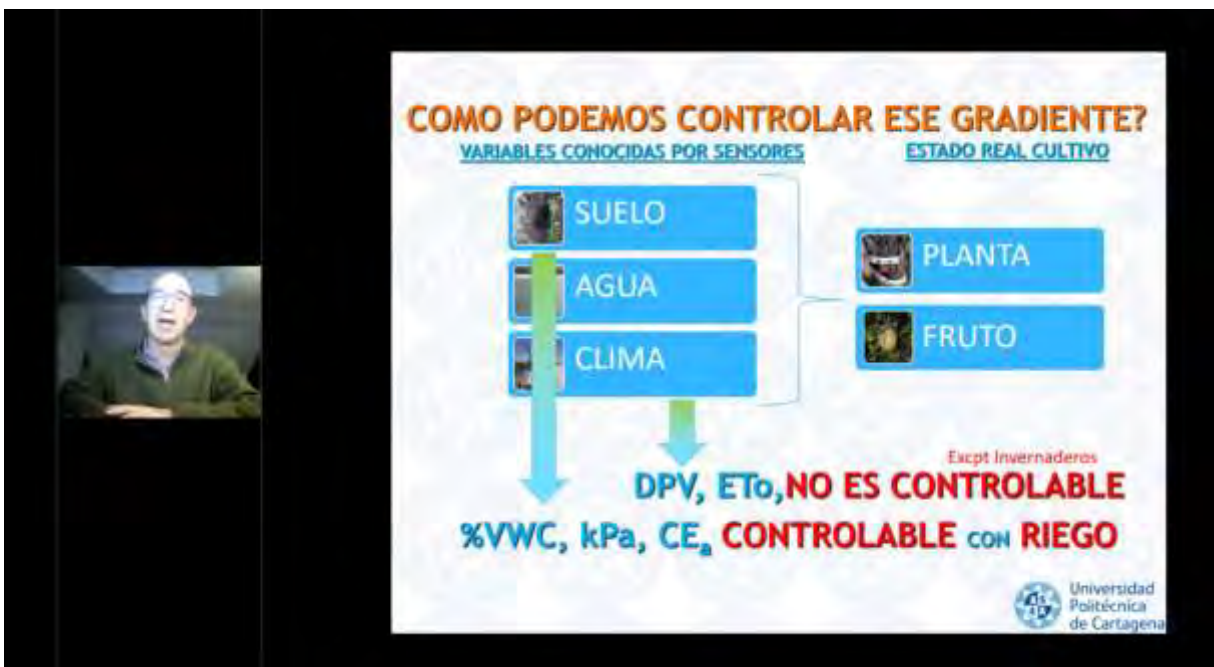 COMO PODEMOS CONTROLAR ESE GRADIENTE?
VARIABLES CONOCIDAS POR SENSORES
ESTADO REAL CULTIVO
SUELO
AGUA
CLIMA
PLANTA
FRUTO
Excpt Invernaderos
DPV, ETo,NO ES CONTROLABLE
%VWC, kPa, CEa CONTROLABLE CON RIEGO
Universidad
Politécnica
de Cartagena